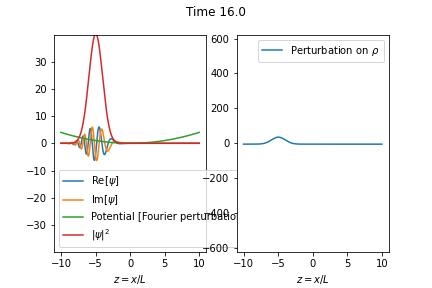 Time 16.0
30
20
10
0
−10
−20
−30
Re[ψ]
Im[ψ]
Potential [Fourier perturbatio
|ψ|²
−10 −5 0 5 10
z = x/L
600
400
200
0
−200
−400
−600
Perturbation on ρ
−10 −5 0 5 10
z = x/L